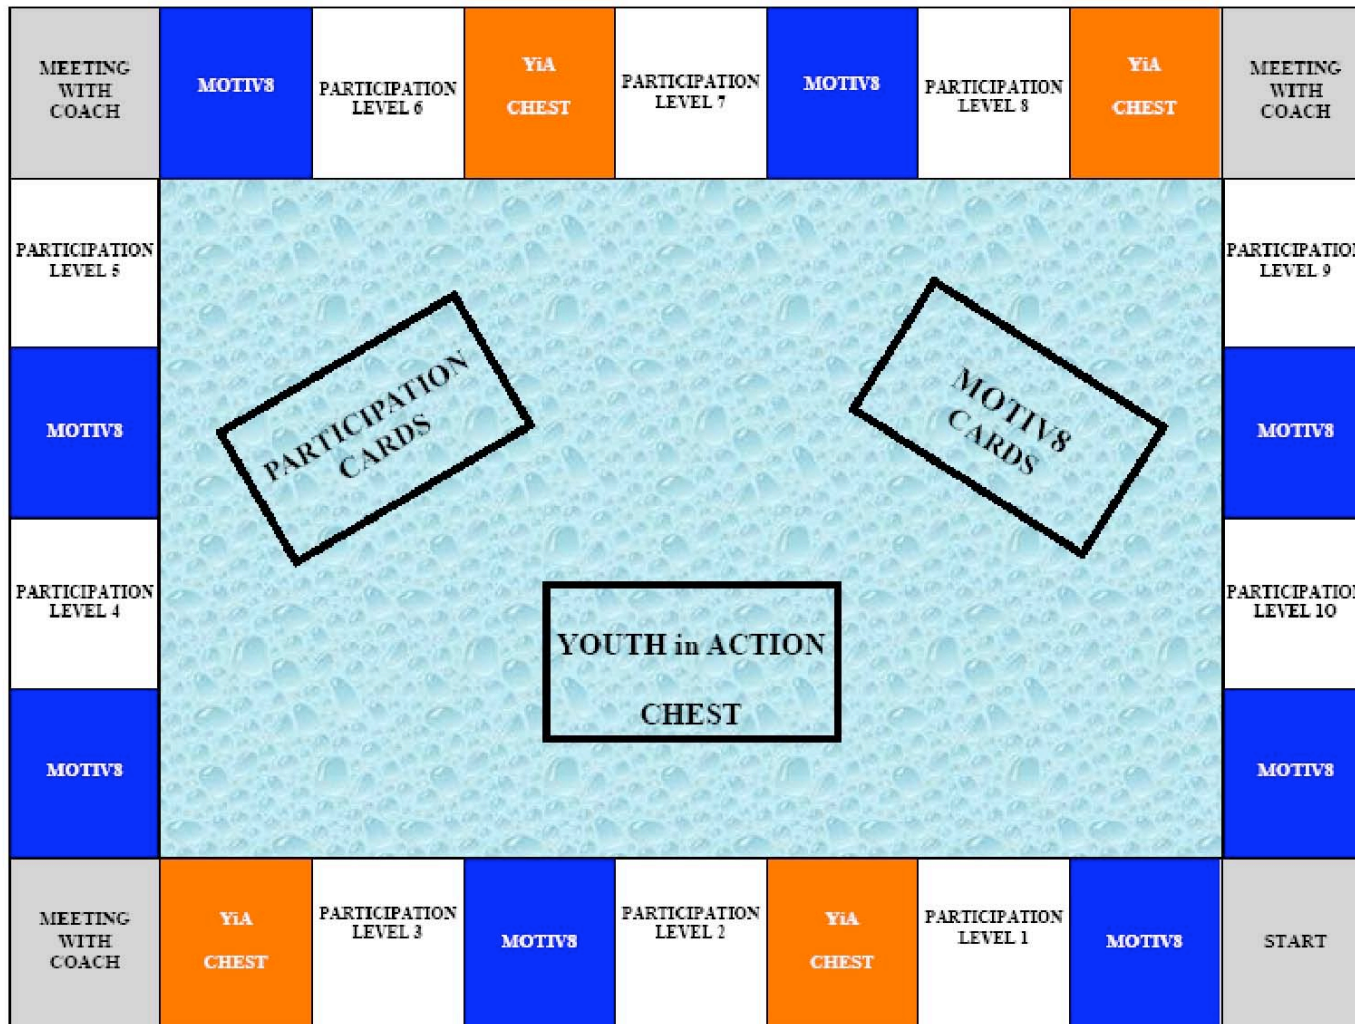 MEETING
WITH
COACH
MOTIV8
PARTICIPATION
LEVEL 6
YiA
CHEST
PARTICIPATION
LEVEL 7
MOTIV8
PARTICIPATION
LEVEL 8
YiA
CHEST
MEETING
WITH
COACH
PARTICIPATION
LEVEL 5
PARTICIPATION
LEVEL 9
PARTICIPATION
CARDS
MOTIV8
CARDS
MOTIV8
MOTIV8
PARTICIPATION
LEVEL 4
PARTICIPATION
LEVEL 10
YOUTH in ACTION
CHEST
MOTIV8
MOTIV8
MEETING
WITH
COACH
YiA
CHEST
PARTICIPATION
LEVEL 3
MOTIV8
PARTICIPATION
LEVEL 2
YiA
CHEST
PARTICIPATION
LEVEL 1
MOTIV8
START